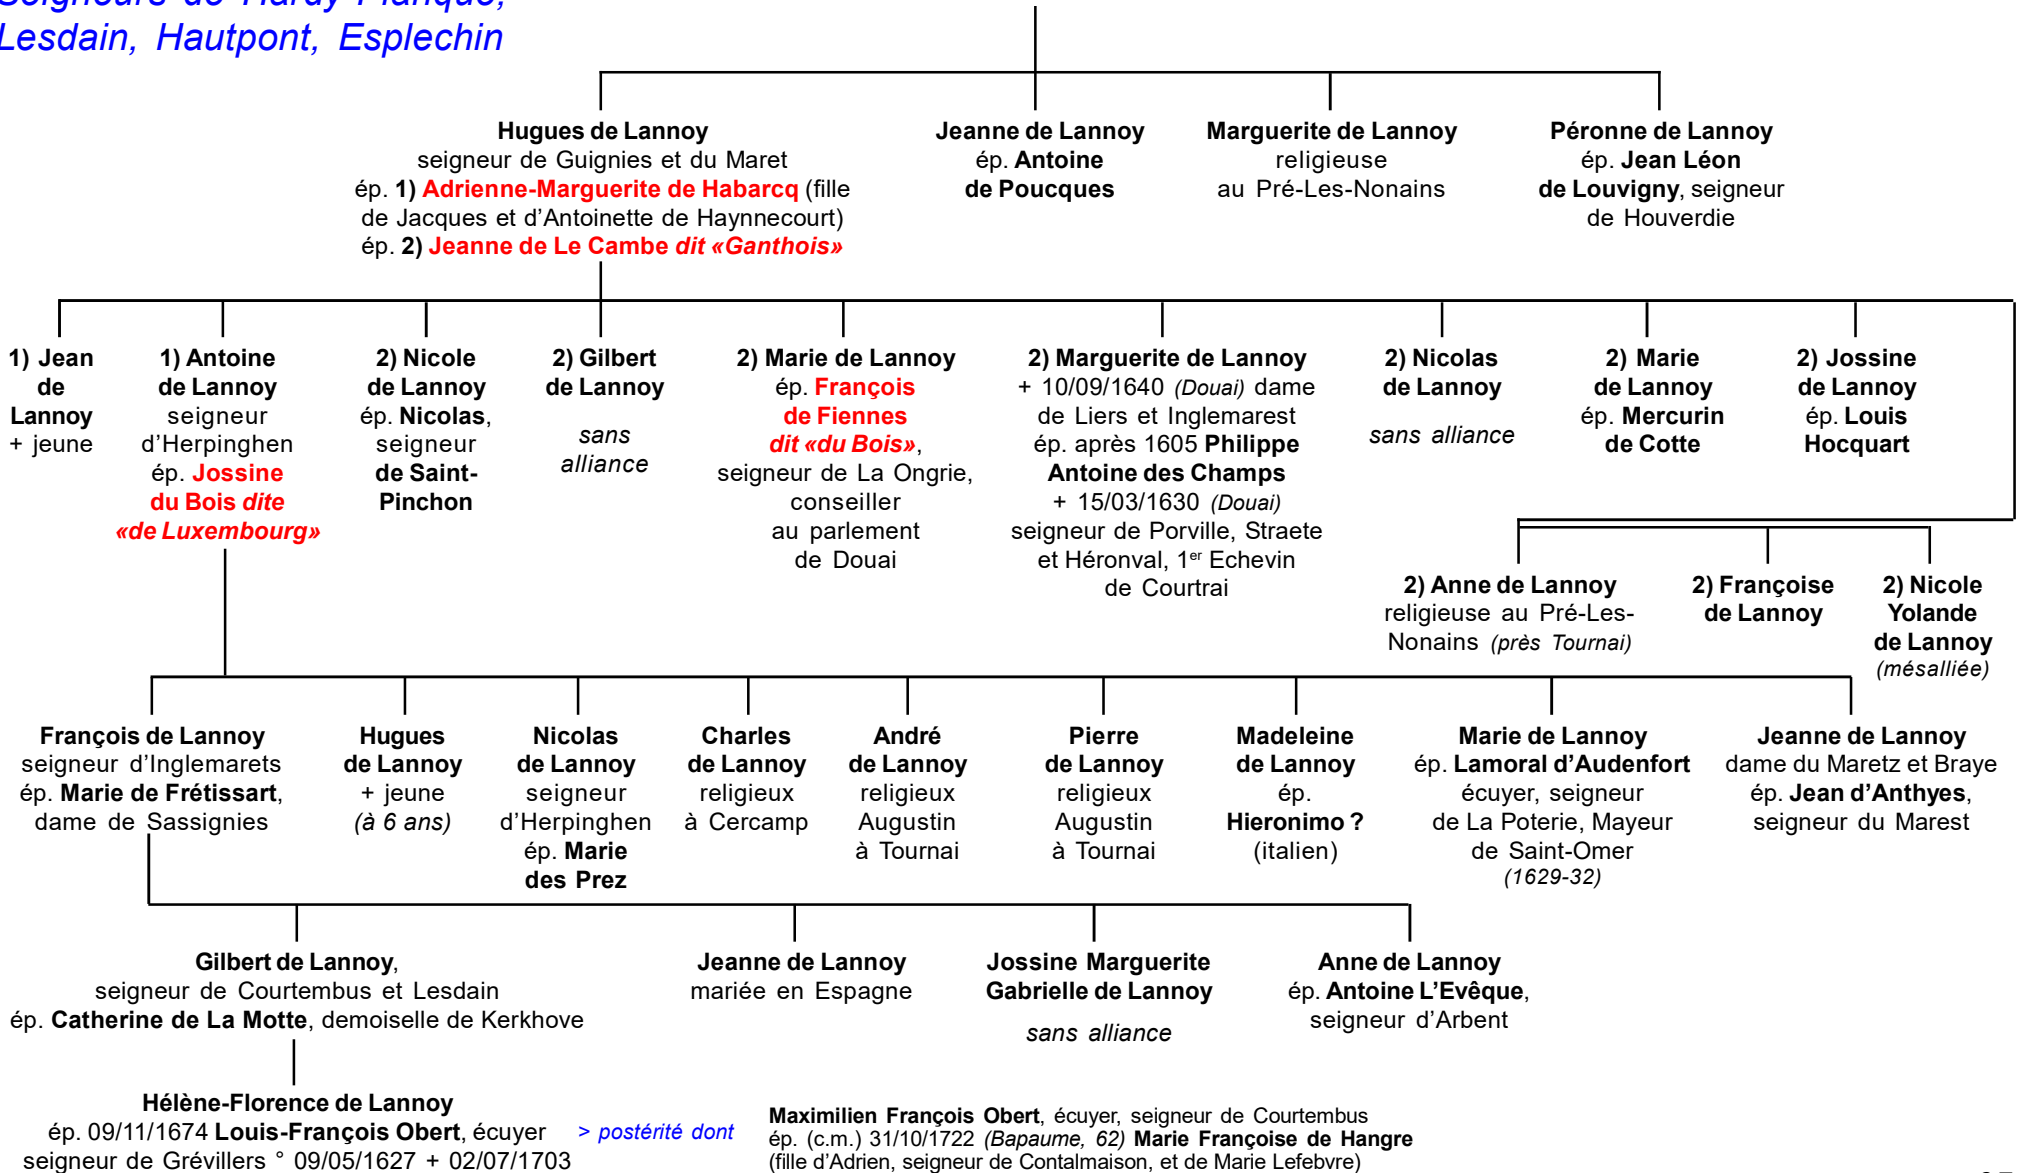 Seigneurs de Hardy-Planque,
Lesdain, Hautpont, Esplechin
Hugues de Lannoy
seigneur de Guignies et du Maret
ép. 1) Adrienne-Marguerite de Habarcq (fille
de Jacques et d'Antoinette de Haynnecourt)
ép. 2) Jeanne de Le Cambe dit «Ganthois»
Jeanne de Lannoy
ép. Antoine
de Poucques
Marguerite de Lannoy
religieuse
au Pré-Les-Nonains
Péronne de Lannoy
ép. Jean Léon
de Louvigny, seigneur
de Houverdie
1) Jean
de
Lannoy
+ jeune
1) Antoine
de Lannoy
seigneur
d'Herpinghen
ép. Jossine
du Bois dite
«de Luxembourg»
2) Nicole
de Lannoy
ép. Nicolas,
seigneur
de Saint-
Pinchon
2) Gilbert
de Lannoy
sans
alliance
2) Marie de Lannoy
ép. François
de Fiennes
dit «du Bois»,
seigneur de La Ongrie,
conseiller
au parlement
de Douai
2) Marguerite de Lannoy
+ 10/09/1640 (Douai) dame
de Liers et Inglemarest
ép. après 1605 Philippe
Antoine des Champs
+ 15/03/1630 (Douai)
seigneur de Porville, Straete
et Héronval, 1er Echevin
de Courtrai
2) Nicolas
de Lannoy
sans alliance
2) Marie
de Lannoy
ép. Mercurin
de Cotte
2) Jossine
de Lannoy
ép. Louis
Hocquart
2) Anne de Lannoy
religieuse au Pré-Les-
Nonains (près Tournai)
2) Françoise
de Lannoy
2) Nicole
Yolande
de Lannoy
(mésalliée)
François de Lannoy
seigneur d'Inglemarets
ép. Marie de Frétissart,
dame de Sassignies
Hugues
de Lannoy
+ jeune
(à 6 ans)
Nicolas
de Lannoy
seigneur
d'Herpinghen
ép. Marie
des Prez
Charles
de Lannoy
religieux
à Cercamp
André
de Lannoy
religieux
Augustin
à Tournai
Pierre
de Lannoy
religieux
Augustin
à Tournai
Madeleine
de Lannoy
ép.
Hieronimo ?
(italien)
Marie de Lannoy
ép. Lamoral d'Audenfort
écuyer, seigneur
de La Poterie, Mayeur
de Saint-Omer
(1629-32)
Jeanne de Lannoy
dame du Maretz et Braye
ép. Jean d'Anthyes,
seigneur du Marest
Gilbert de Lannoy,
seigneur de Courtembus et Lesdain
ép. Catherine de La Motte, demoiselle de Kerkhove
Jeanne de Lannoy
mariée en Espagne
Jossine Marguerite
Gabrielle de Lannoy
sans alliance
Anne de Lannoy
ép. Antoine L'Evêque,
seigneur d'Arbent
Hélène-Florence de Lannoy
ép. 09/11/1674 Louis-François Obert, écuyer
seigneur de Grévillers ° 09/05/1627 + 02/07/1703
> postérité dont
Maximilien François Obert, écuyer, seigneur de Courtembus
ép. (c.m.) 31/10/1722 (Bapaume, 62) Marie Françoise de Hangre
(fille d'Adrien, seigneur de Contalmaison, et de Marie Lefebvre)